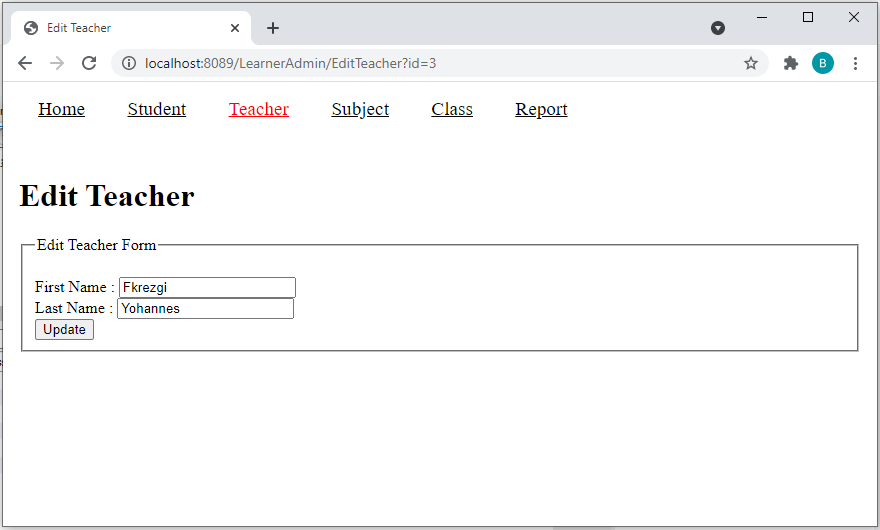 Edit Teacher
localhost:8089/LearnerAdmin/EditTeacher?id=3
B
Home Student Teacher Subject Class Report
Edit Teacher
Edit Teacher Form
First Name : Fkrezgi
Last Name : Yohannes
Update